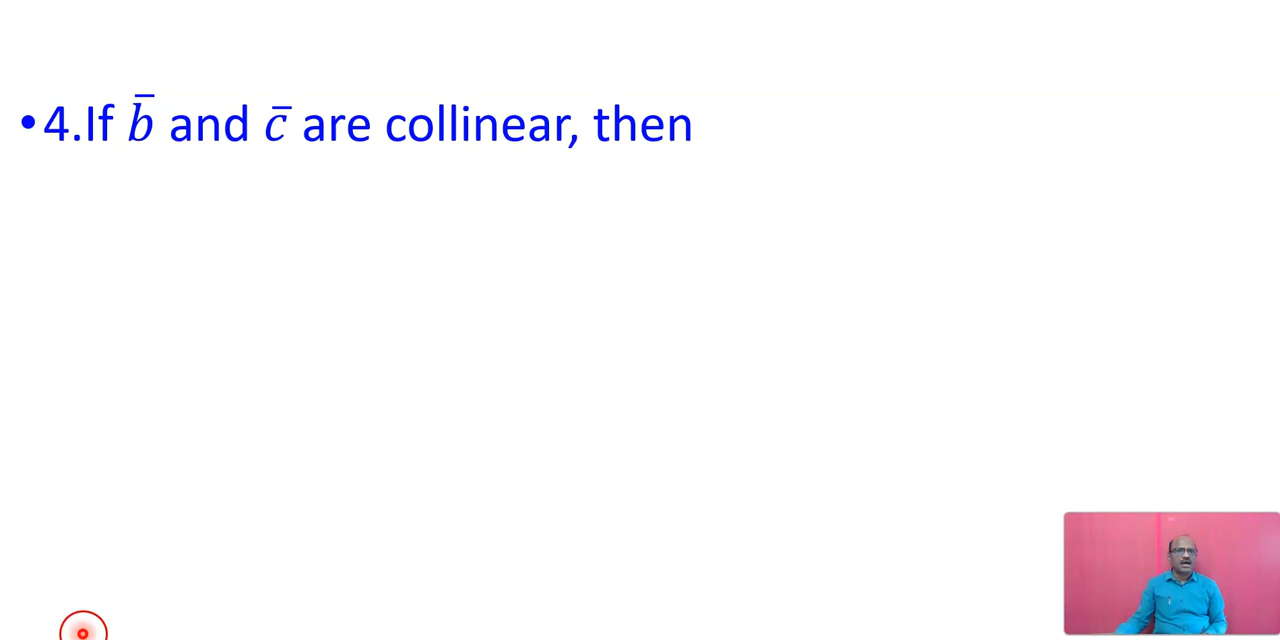 •4.If b̅ and c̅ are collinear, then